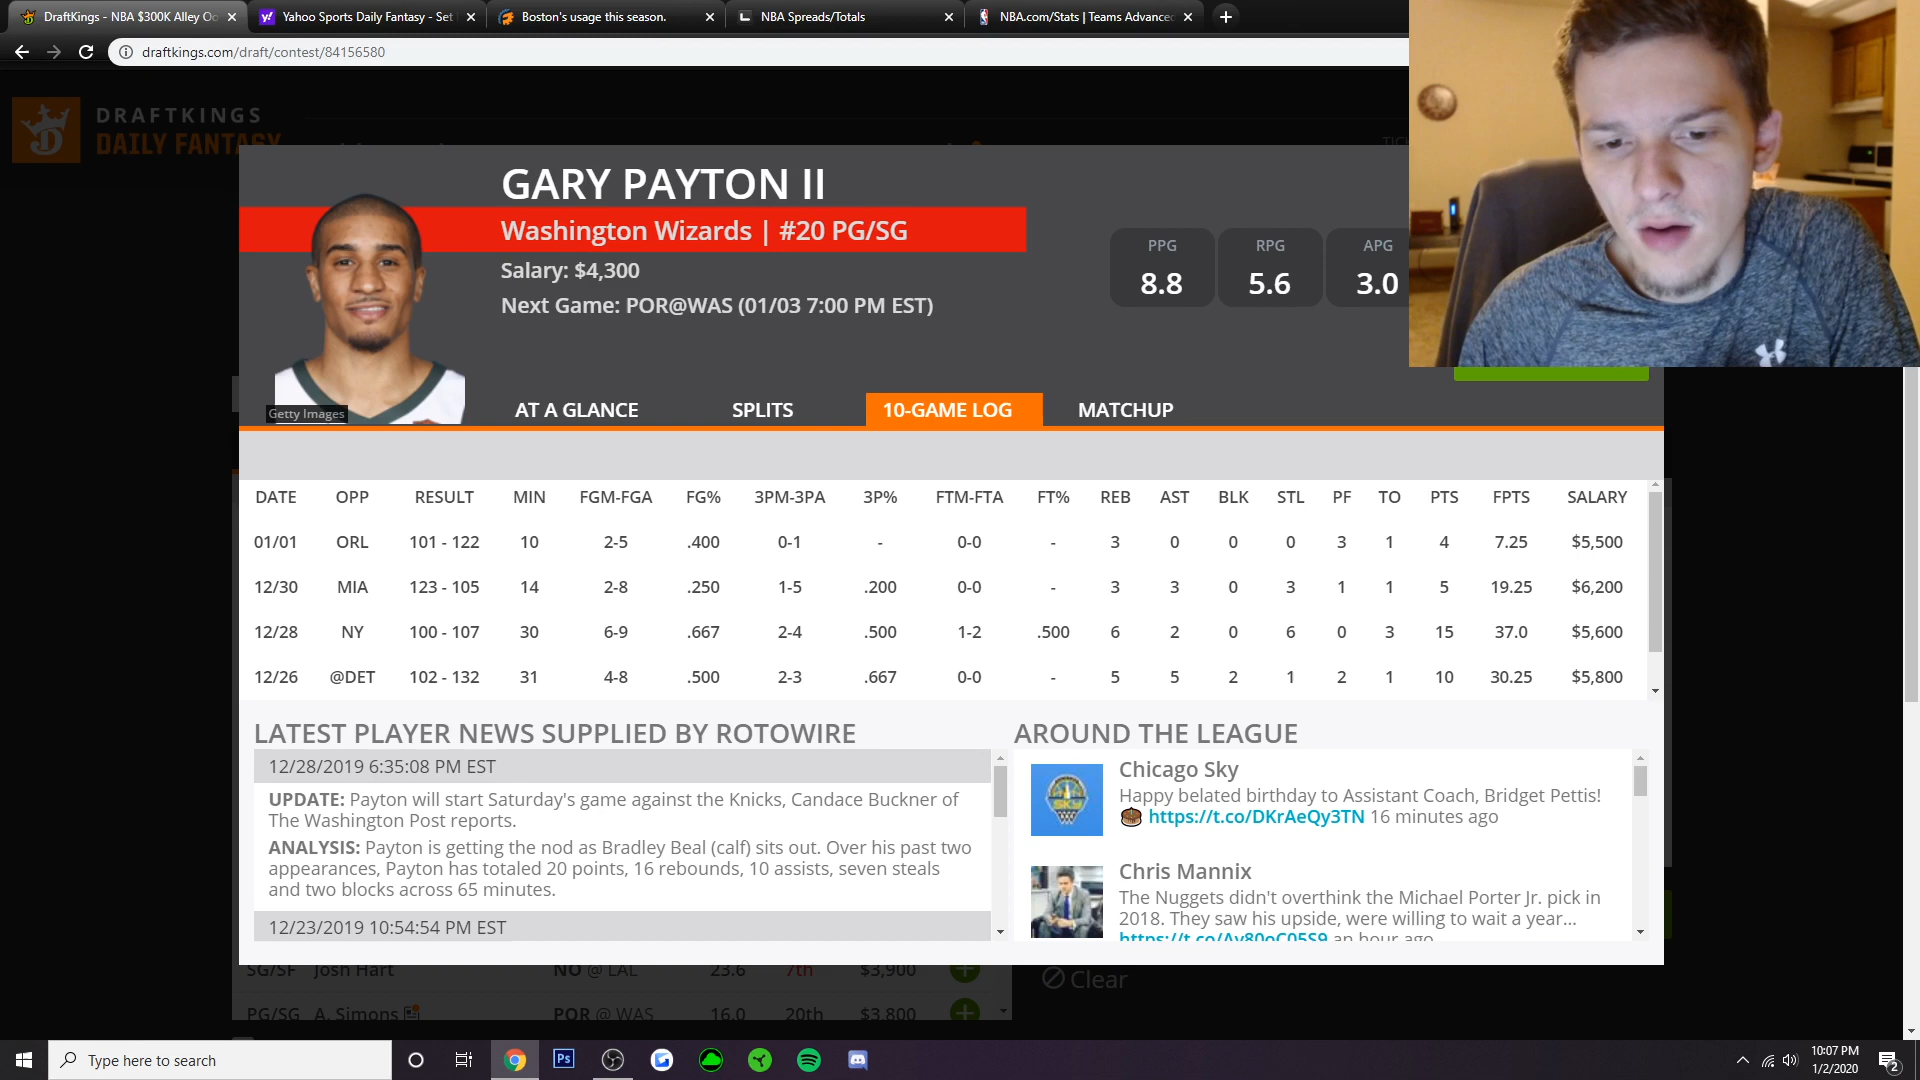 DraftKings - NBA $300K Alley Oo
Yahoo Sports Daily Fantasy - Set
Boston's usage this season.
NBA Spreads/Totals
NBA.com/Stats | Teams Advanced
draftkings.com/draft/contest/84156580
DRAFTKINGS
DAILY FANTASY
GARY PAYTON II
Washington Wizards | #20 PG/SG
Salary: $4,300
Next Game: POR@WAS (01/03 7:00 PM EST)
PPG RPG APG
8.8 5.6 3.0
Getty Images
AT A GLANCE SPLITS 10-GAME LOG MATCHUP
DATE OPP RESULT MIN FGM-FGA FG% 3PM-3PA 3P% FTM-FTA FT% REB AST BLK STL PF TO PTS FPTS SALARY
01/01 ORL 101 - 122 10 2-5 .400 0-1 - 0-0 - 3 0 0 0 3 1 4 7.25 $5,500
12/30 MIA 123 - 105 14 2-8 .250 1-5 .200 0-0 - 3 3 0 3 1 1 5 19.25 $6,200
12/28 NY 100 - 107 30 6-9 .667 2-4 .500 1-2 .500 6 2 0 6 0 3 15 37.0 $5,600
12/26 @DET 102 - 132 31 4-8 .500 2-3 .667 0-0 - 5 5 2 1 2 1 10 30.25 $5,800
LATEST PLAYER NEWS SUPPLIED BY ROTOWIRE
12/28/2019 6:35:08 PM EST
UPDATE: Payton will start Saturday's game against the Knicks, Candace Buckner of
The Washington Post reports.
ANALYSIS: Payton is getting the nod as Bradley Beal (calf) sits out. Over his past two
appearances, Payton has totaled 20 points, 16 rebounds, 10 assists, seven steals
and two blocks across 65 minutes.
12/23/2019 10:54:54 PM EST
AROUND THE LEAGUE
Chicago Sky
Happy belated birthday to Assistant Coach, Bridget Pettis!
https://t.co/DKrAeQy3TN 16 minutes ago
Chris Mannix
The Nuggets didn't overthink the Michael Porter Jr. pick in
2018. They saw his upside, were willing to wait a year...
https://t.co/Ay80oC05S9 an hour ago
SG/SF Josh Hart NO @ LAL 23.6 7th $3,900
PG/SG A. Simons POR @ WAS 16.0 20th $3,800
Clear
Type here to search
10:07 PM
1/2/2020
2